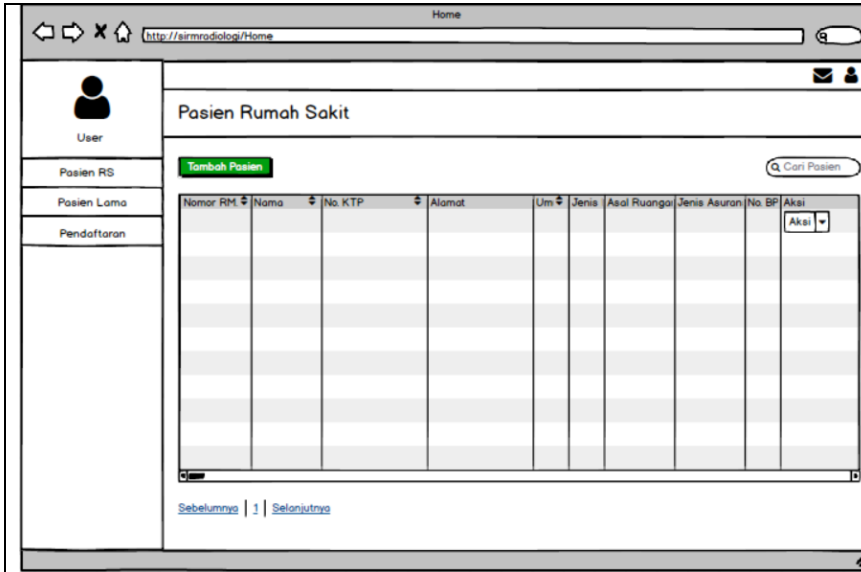 Home
http://sirmradiologi/Home
User
Pasien RS
Pasien Lama
Pendaftaran
Pasien Rumah Sakit
Tambah Pasien
Cari Pasien
Nomor RM. Nama No. KTP Alamat Um Jenis Asal Ruangan Jenis Asuran No. BP Aksi
Aksi
Sebelumnya 1 Selanjutnya